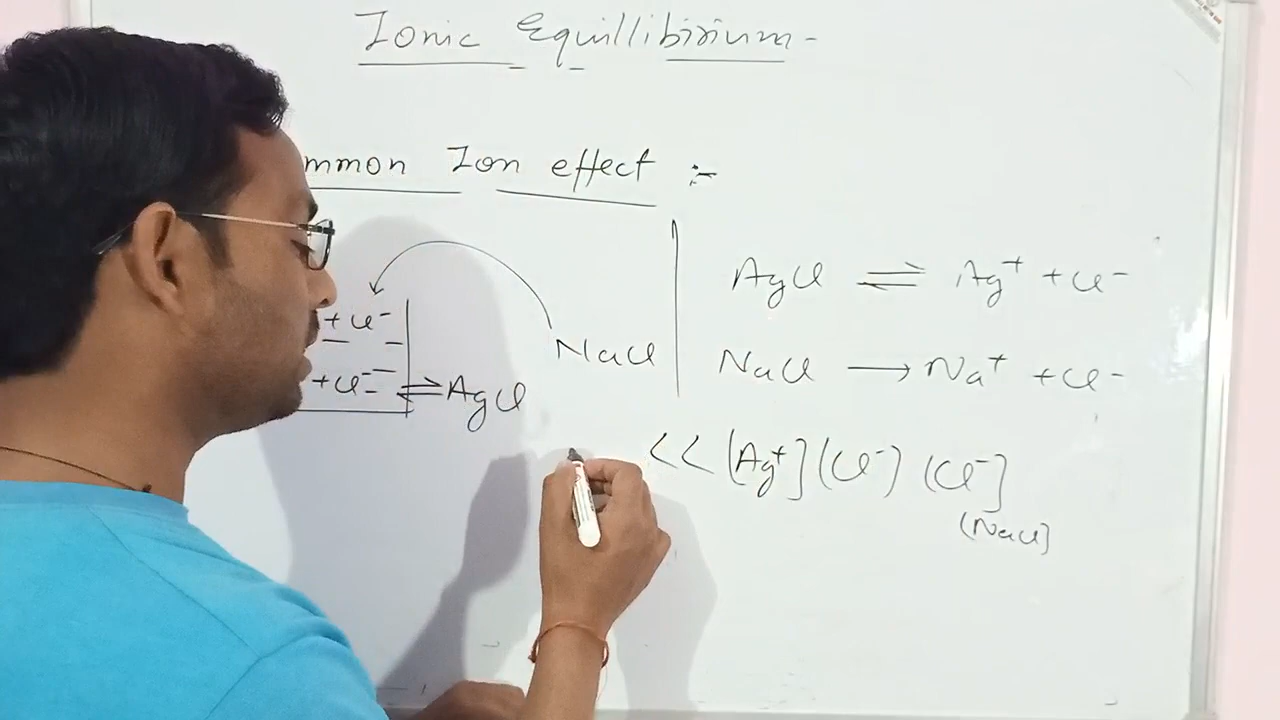 Ionic Equillibirium -
mmon Ion effect :-
+ Cl⁻
+ Cl⁻ ⇌ AgCl
NaCl
AgCl ⇌ Ag⁺ + Cl⁻
NaCl ⟶ Na⁺ + Cl⁻
<< [Ag⁺] (Cl⁻) (Cl⁻]
(NaCl]